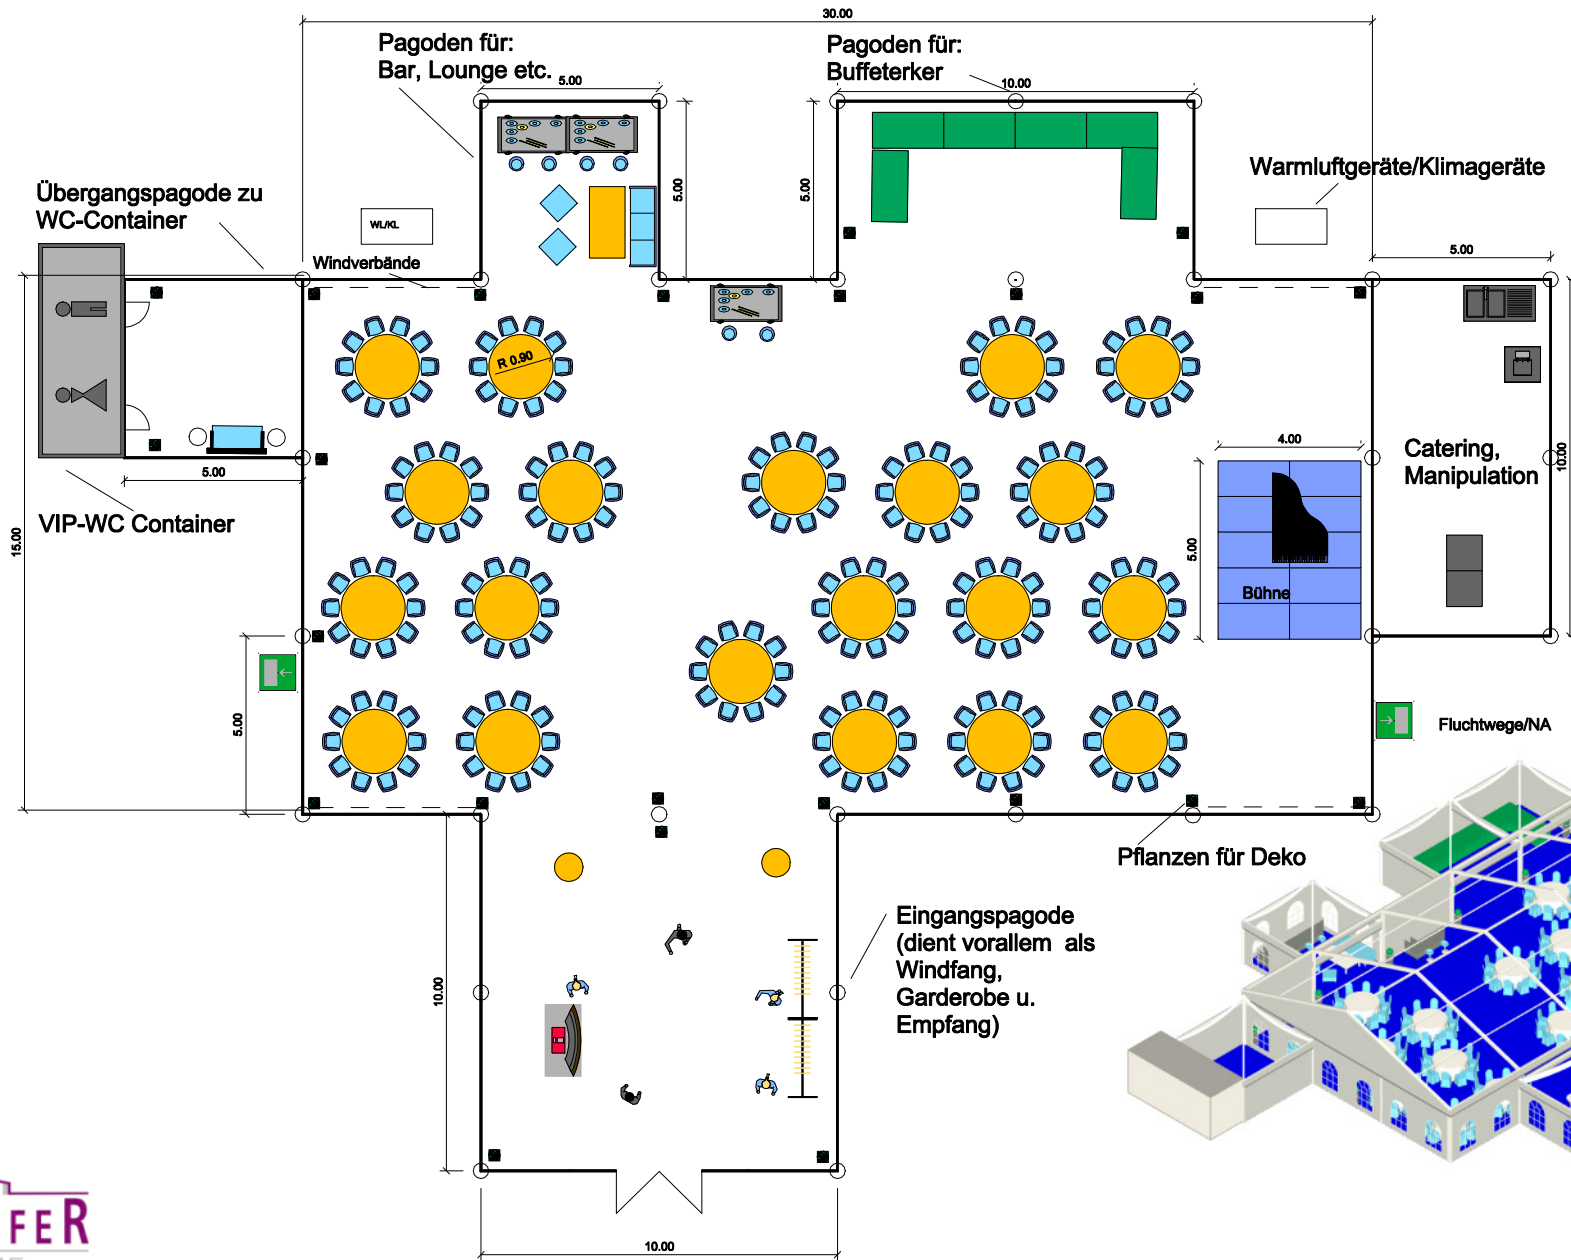 30.00
Pagoden für:
Bar, Lounge etc.
5.00
Pagoden für:
Buffeterker
10.00
5.00
5.00
Warmluftgeräte/Klimageräte
Übergangspagode zu
WC-Container
WL/KL
Windverbände
5.00
R 0.90
4.00
Catering,
Manipulation
10.00
5.00
VIP-WC Container
15.00
5.00
Bühne
5.00
Fluchtwege/NA
Pflanzen für Deko
Eingangspagode
(dient vorallem als
Windfang,
Garderobe u.
Empfang)
10.00
FER
10.00